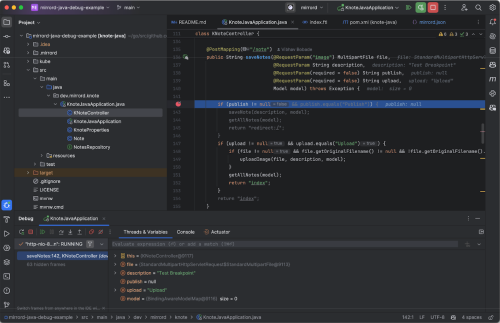 mirrord-java-debug-example
main
mirrord
KnoteJavaApplication
Project
README.md
KnoteJavaApplication.java
index.ftl
pom.xml (knote-java)
mirrord.json
mirrord-java-debug-example [knote-java]
.idea
.mirrord
kube
src
main
java
dev.mirrord.knote
KnoteJavaApplication.java
KNoteController
KnoteJavaApplication
KnoteProperties
Note
NotesRepository
resources
test
target
.gitignore
LICENSE
mvnw
mvnw.cmd
class KNoteController {
@PostMapping("/note")
public String saveNotes(@RequestParam("image") MultipartFile file,
@RequestParam String description, description: "Test Breakpoint"
@RequestParam(required = false) String publish, publish: null
@RequestParam(required = false) String upload, upload: "Upload"
Model model) throws Exception { model: size = 0
if (publish != null && publish.equals("Publish")) { publish: null
saveNote(description, model);
getAllNotes(model);
return "redirect:/";
}
if (upload != null && upload.equals("Upload")) {
if (file != null && file.getOriginalFilename() != null && !file.getOriginalFilename().
uploadImage(file, description, model);
}
getAllNotes(model);
return "index";
}
return "index";
}
Debug
KnoteJavaApplication
Threads & Variables
Console
Actuator
"http-nio-8...n": RUNNING
Evaluate expression (⏎) or add a watch (⇧⌘⏎)
saveNotes:142, KNoteController (dev
63 hidden frames
this = {KNoteController@9117}
file = {StandardMultipartHttpServletRequest$StandardMultipartFile@9113}
description = "Test Breakpoint"
publish = null
upload = "Upload"
model = {BindingAwareModelMap@9116} size = 0
mirrord-java-debug-example
src
main
java
dev
mirrord
knote
KnoteJavaApplication
KNoteController
LF
UTF-8
4 spaces